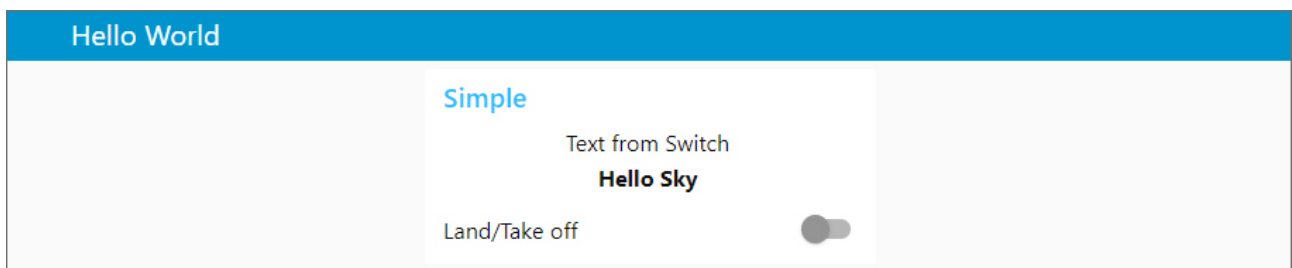 Hello World
Simple
Text from Switch
Hello Sky
Land/Take off